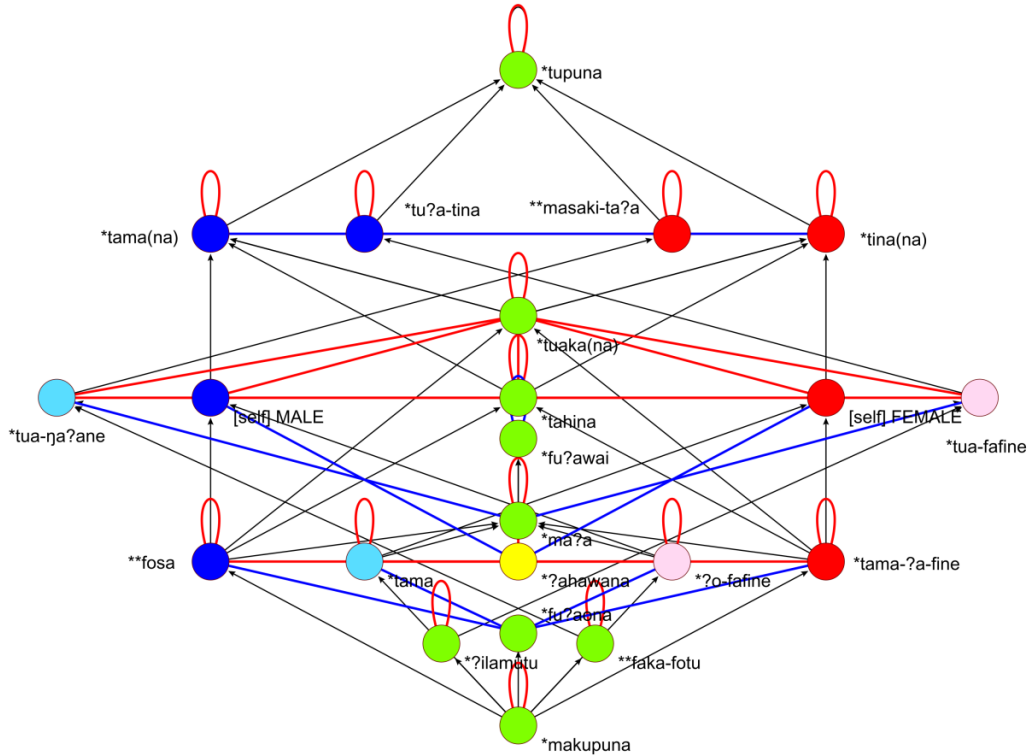 *tupuna
*tu?a-tina
**masaki-ta?a
*tama(na)
*tina(na)
*tuaka(na)
[self] MALE
*tahina
[self] FEMALE
*tua-ŋa?ane
*tua-fafine
*fu?awai
*ma?a
**fosa
*tama
*?ahawana
*?o-fafine
*tama-?a-fine
*fu?aona
*?ilamutu
**faka-fotu
*makupuna